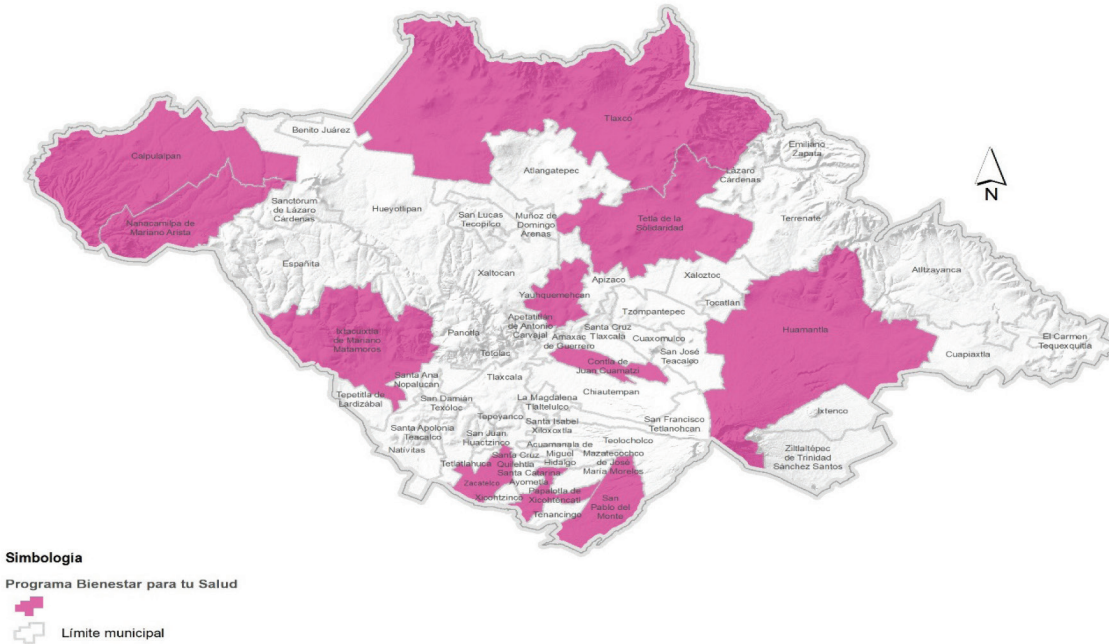 Benito Juárez
Tlaxco
Calpulalpan
Emiliano
Zapata
Atlangatepec
Lázaro
Cárdenas
N
Sanctórum
de Lázaro
Cárdenas
Hueyotlipan
San Lucas
Tecopilco
Muñoz de
Domingo
Arenas
Tetla de la
Solidaridad
Terrenate
Nanacamilpa de
Mariano Arista
Españita
Xaltocan
Apizaco
Xaloztoc
Atltzayanca
Yauhquemehcan
Tocatlán
Tzompantepec
Ixtacuixtla
de Mariano
Matamoros
Panotla
Apetatitlán
de Antonio
Carvajal
Santa Cruz
Tlaxcala
Cuaxomulco
Huamantla
El Carmen
Tequexquitla
Amaxac
de Guerrero
San José
Teacalco
Cuapiaxtla
Totolac
Contla de
Juan Cuamatzi
Santa Ana
Nopalucan
Tlaxcala
Chiautempan
Tepetitla de
Lardizábal
San Damián
Texóloc
La Magdalena
Tlaltelulco
Ixtenco
Tepeyanco
Santa Isabel
Xiloxoxtla
San Francisco
Tetlanohcan
Santa Apolonia
Teacalco
San Juan
Huactzinco
Natívitas
Acuamanala de
Miguel
Hidalgo
Teolocholco
Ziltlaltépec
de Trinidad
Sánchez Santos
Tetlatlahuca
Santa Cruz
Quilehtla
Mazatecochco
de José
María Morelos
Santa Catarina
Ayometla
Zacatelco
Xicohtzinco
Papalotla de
Xicohténcatl
San
Pablo del
Monte
Tenancingo
Simbología
Programa Bienestar para tu Salud
Límite municipal